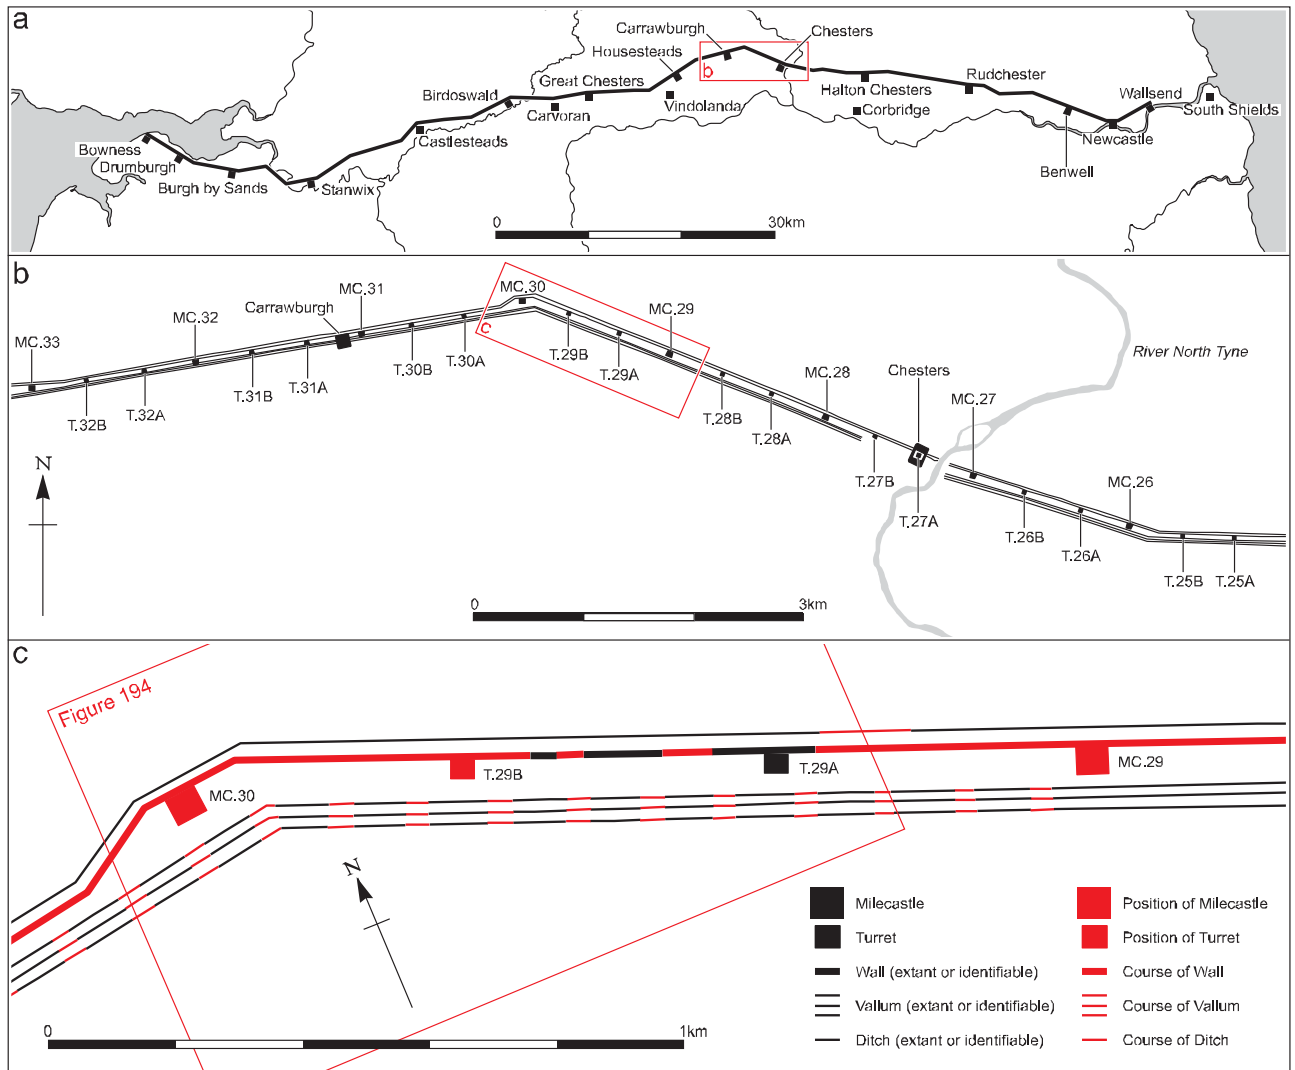 a
Carrawburgh
Chesters
Housesteads
b
Great Chesters
Rudchester
Birdoswald
Halton Chesters
Wallsend
Vindolanda
Carvoran
Corbridge
South Shields
Castlesteads
Newcastle
Bowness
Drumburgh
Benwell
Burgh by Sands
Stanwix
0
30km
b
MC.30
MC.31
Carrawburgh
MC.32
MC.29
MC.33
c
River North Tyne
T.29B
T.30A
T.30B
T.29A
MC.28
Chesters
MC.27
T.31A
T.31B
T.32A
T.32B
T.28B
T.28A
N
T.27B
MC.26
T.27A
T.26B
T.26A
T.25B
T.25A
0
3km
c
Figure 194
T.29B
T.29A
MC.29
MC.30
N
Milecastle
Position of Milecastle
Turret
Position of Turret
Wall (extant or identifiable)
Course of Wall
Vallum (extant or identifiable)
Course of Vallum
Ditch (extant or identifiable)
Course of Ditch
0
1km